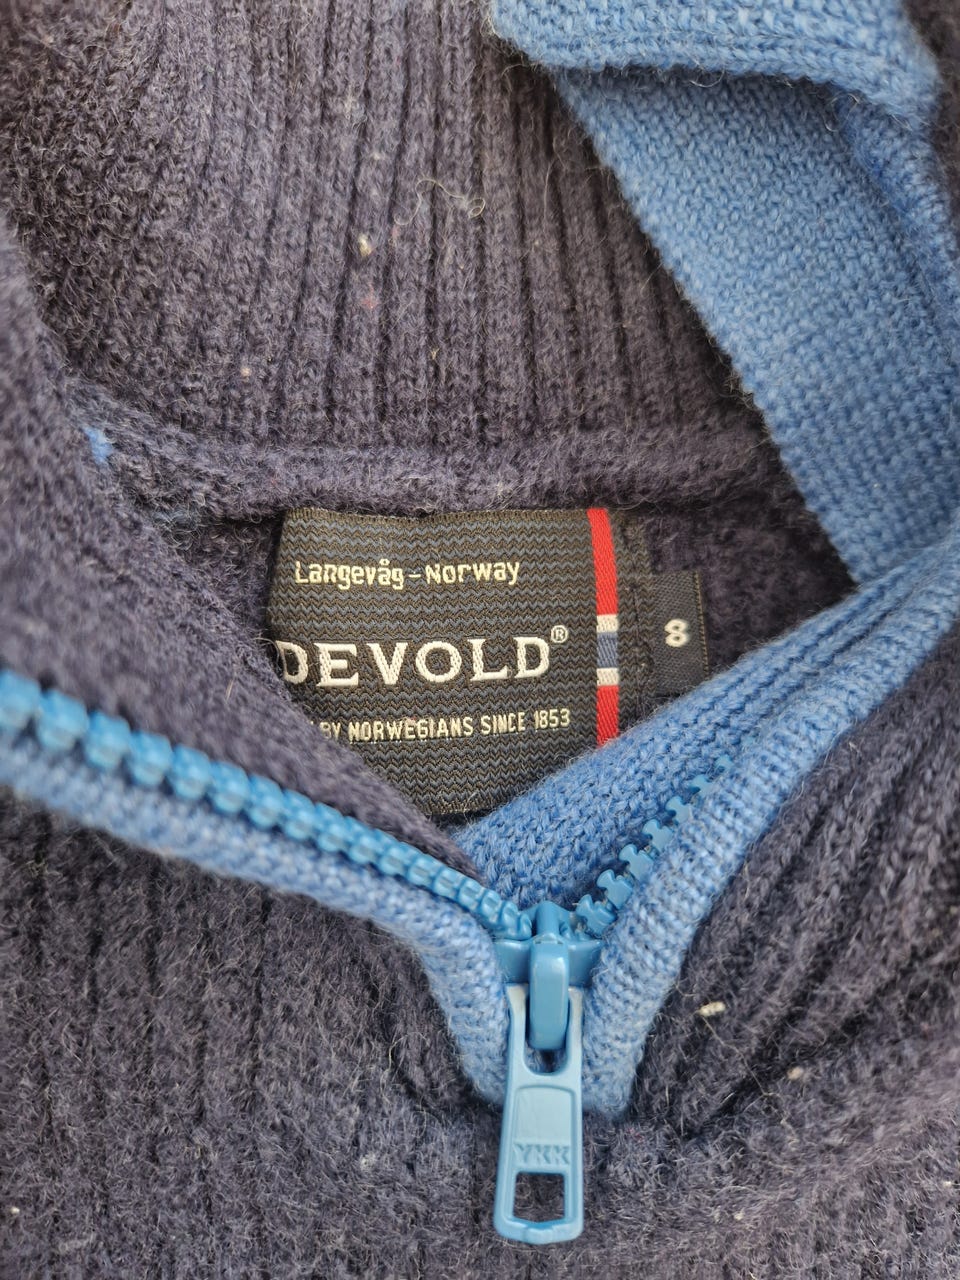 Langevåg-Norway
DEVOLD®
BY NORWEGIANS SINCE 1853
8
YKK